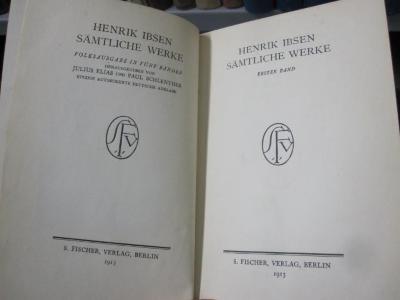 HENRIK IBSEN
SÄMTLICHE WERKE
VOLKSAUSGABE IN FÜNF BÄNDEN
HERAUSGEGEBEN VON
JULIUS ELIAS UND PAUL SCHLENTHER
EINZIGE AUTORISIERTE DEUTSCHE AUSGABE
S. FISCHER, VERLAG, BERLIN
1913
HENRIK IBSEN
SÄMTLICHE WERKE
ERSTER BAND
S. FISCHER, VERLAG, BERLIN
1913